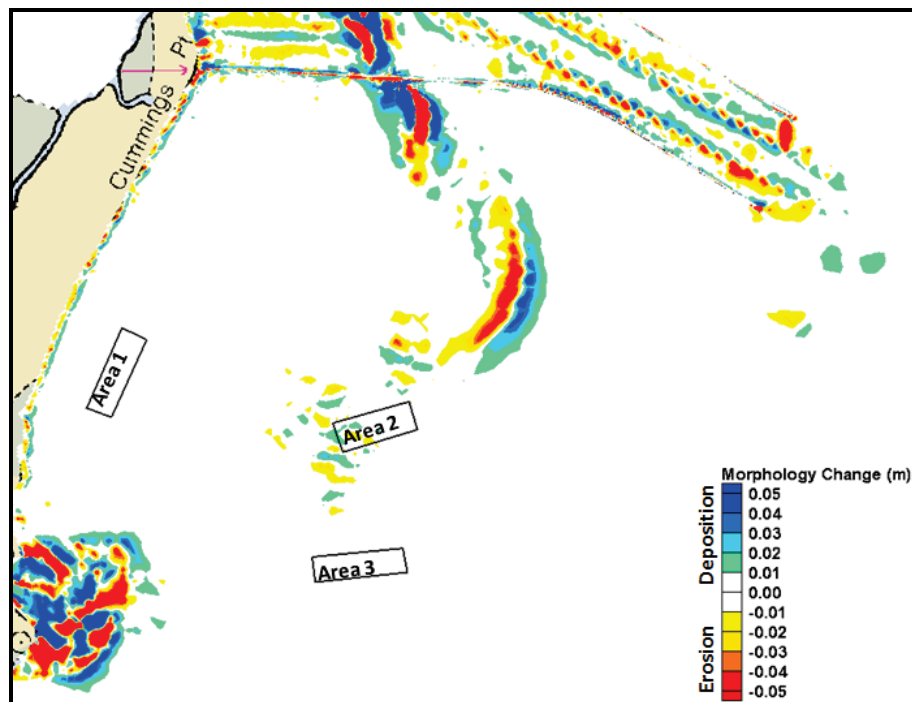 Cummings Pt
Area 1
Area 2
Area 3
Morphology Change (m)
Deposition
0.05
0.04
0.03
0.02
0.01
0.00
Erosion
-0.01
-0.02
-0.03
-0.04
-0.05